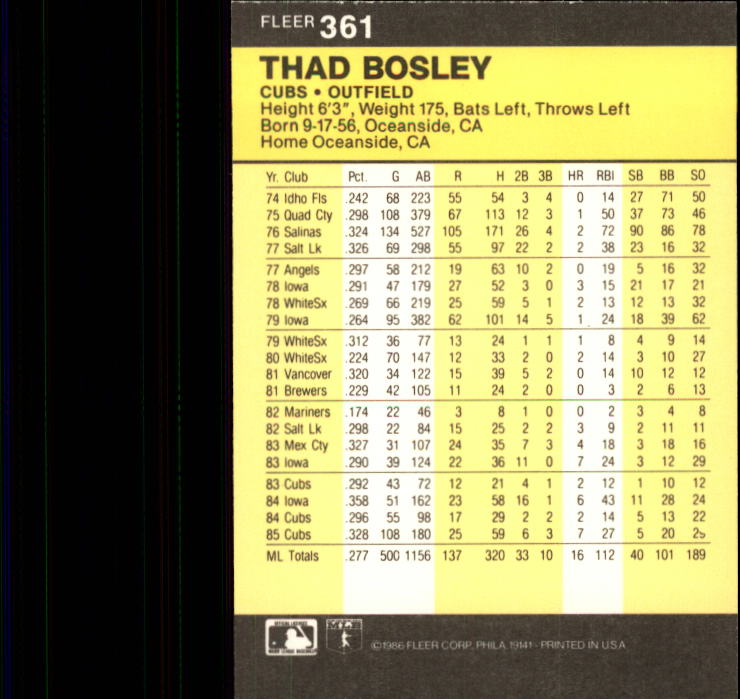 FLEER 361
THAD BOSLEY
CUBS • OUTFIELD
Height 6'3", Weight 175, Bats Left, Throws Left
Born 9-17-56, Oceanside, CA
Home Oceanside, CA
Yr. Club Pct. G AB R H 2B 3B HR RBI SB BB SO
74 Idho Fls .242 68 223 55 54 3 4 0 14 27 71 50
75 Quad Cty .298 108 379 67 113 12 3 1 50 37 73 46
76 Salinas .324 134 527 105 171 26 4 2 72 90 86 78
77 Salt Lk .326 69 298 55 97 22 2 2 38 23 16 32
77 Angels .297 58 212 19 63 10 2 0 19 5 16 32
78 Iowa .291 47 179 27 52 3 0 3 15 21 17 21
78 WhiteSx .269 66 219 25 59 5 1 2 13 12 13 32
79 Iowa .264 95 382 62 101 14 5 1 24 18 39 62
79 WhiteSx .312 36 77 13 24 1 1 1 8 4 9 14
80 WhiteSx .224 70 147 12 33 2 0 2 14 3 10 27
81 Vancover .320 34 122 15 39 5 2 0 14 10 12 12
81 Brewers .229 42 105 11 24 2 0 0 3 2 6 13
82 Mariners .174 22 46 3 8 1 0 0 2 3 4 8
82 Salt Lk .298 22 84 15 25 2 2 3 9 2 11 11
83 Mex Cty .327 31 107 24 35 7 3 4 18 3 18 16
83 Iowa .290 39 124 22 36 11 0 7 24 3 12 29
83 Cubs .292 43 72 12 21 4 1 2 12 1 10 12
84 Iowa .358 51 162 23 58 16 1 6 43 11 28 24
84 Cubs .296 55 98 17 29 2 2 2 14 5 13 22
85 Cubs .328 108 180 25 59 6 3 7 27 5 20 29
ML Totals .277 500 1156 137 320 33 10 16 112 40 101 189
©1986 FLEER CORP. PHILA. 19141 - PRINTED IN U.S.A.